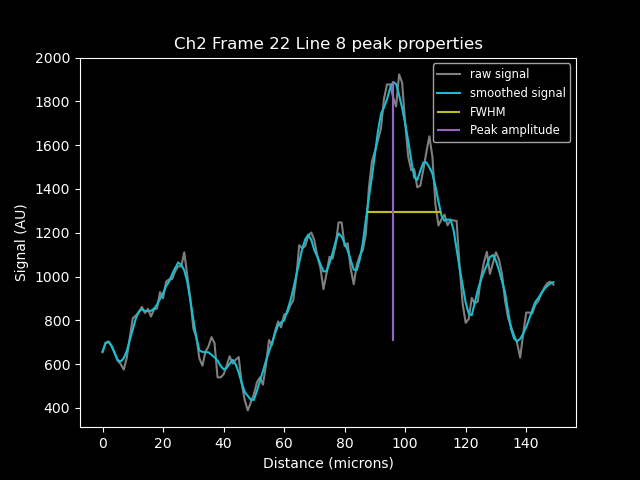 Ch2 Frame 22 Line 8 peak properties
raw signal
smoothed signal
FWHM
Peak amplitude
Signal (AU)
2000
1800
1600
1400
1200
1000
800
600
400
0 20 40 60 80 100 120 140
Distance (microns)